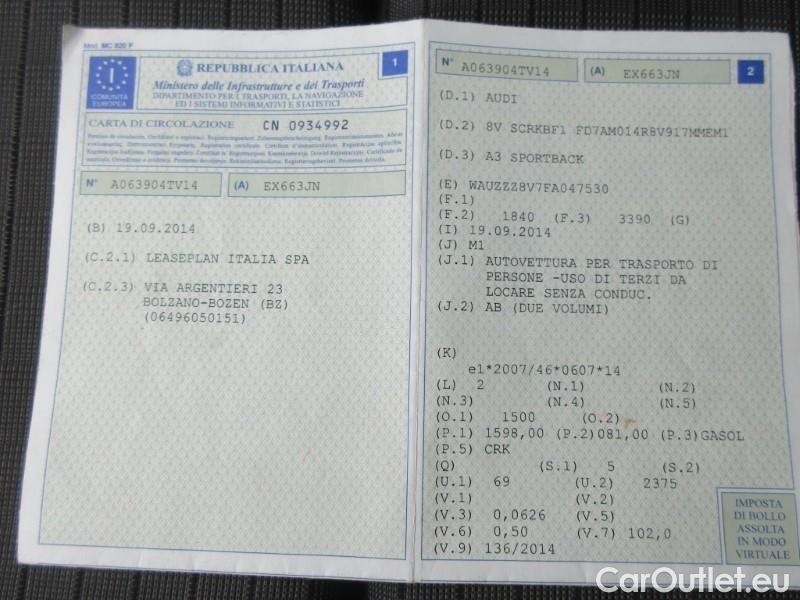 Mod. MC 820 F
I
COMUNITÀ
EUROPEA
REPUBBLICA ITALIANA
1
Ministero delle Infrastrutture e dei Trasporti
DIPARTIMENTO PER I TRASPORTI, LA NAVIGAZIONE
ED I SISTEMI INFORMATIVI E STATISTICI
CARTA DI CIRCOLAZIONE CN 0934992
N° A063904TV14 (A) EX663JN
(B) 19.09.2014
(C.2.1) LEASEPLAN ITALIA SPA
(C.2.3) VIA ARGENTIERI 23
BOLZANO-BOZEN (BZ)
(06496050151)
N° A063904TV14 (A) EX663JN 2
(D.1) AUDI
(D.2) 8V SCRKBF1 FD7AM014R8V917MMEM1
(D.3) A3 SPORTBACK
(E) WAUZZZ8V7FA047530
(F.1)
(F.2) 1840 (F.3) 3390 (G)
(I) 19.09.2014
(J) M1
(J.1) AUTOVETTURA PER TRASPORTO DI
PERSONE -USO DI TERZI DA
LOCARE SENZA CONDUC.
(J.2) AB (DUE VOLUMI)
(K)
e1*2007/46*0607*14
(L) 2 (N.1) (N.2)
(N.3) (N.4) (N.5)
(O.1) 1500 (O.2)
(P.1) 1598,00 (P.2)081,00 (P.3)GASOL
(P.5) CRK
(Q) (S.1) 5 (S.2)
(U.1) 69 (U.2) 2375
(V.1) (V.2)
(V.3) 0,0626 (V.5)
(V.6) 0,50 (V.7) 102,0
(V.9) 136/2014
IMPOSTA
DI BOLLO
ASSOLTA
IN MODO
VIRTUALE
CarOutlet.eu